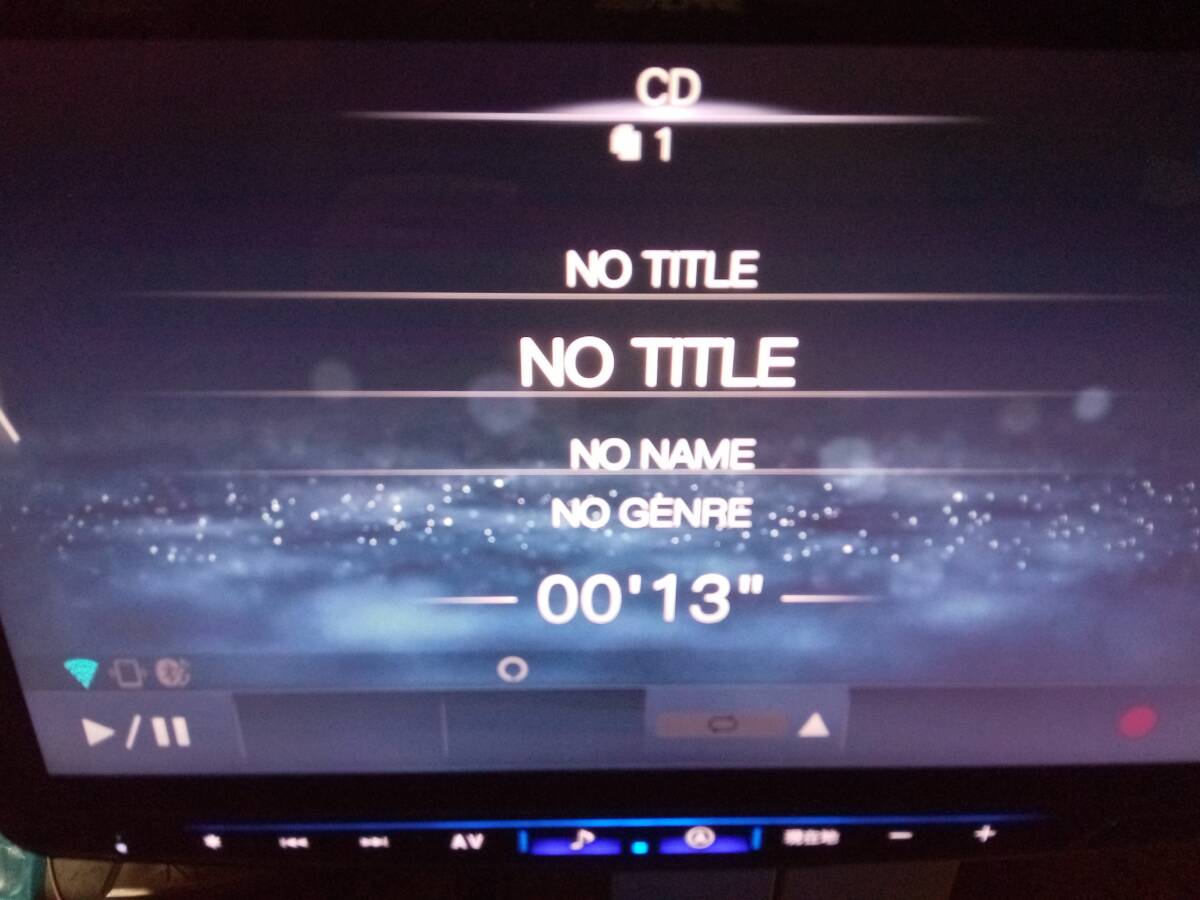 CD
1
NO TITLE
NO TITLE
NO NAME
NO GENRE
00'13"
AV 現在地